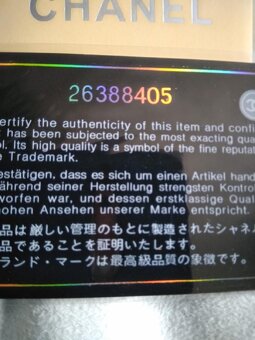 CHANEL
26388405
ertify the authenticity of this item and confi
has been subjected to the most exacting qua
ol. Its high quality is a symbol of the fine reputa
e Trademark.
estätigen, dass es sich um einen Artikel hand
ährend seiner Herstellung strengsten Kontrol
worfen war, und dessen erstklassige Qual
hohen Ansehen unserer Marke entspricht.
品は厳しい管理のもとに製造されたシャネル
品であることを証明いたします。
ランド・マークは最高級品質の象徴です。